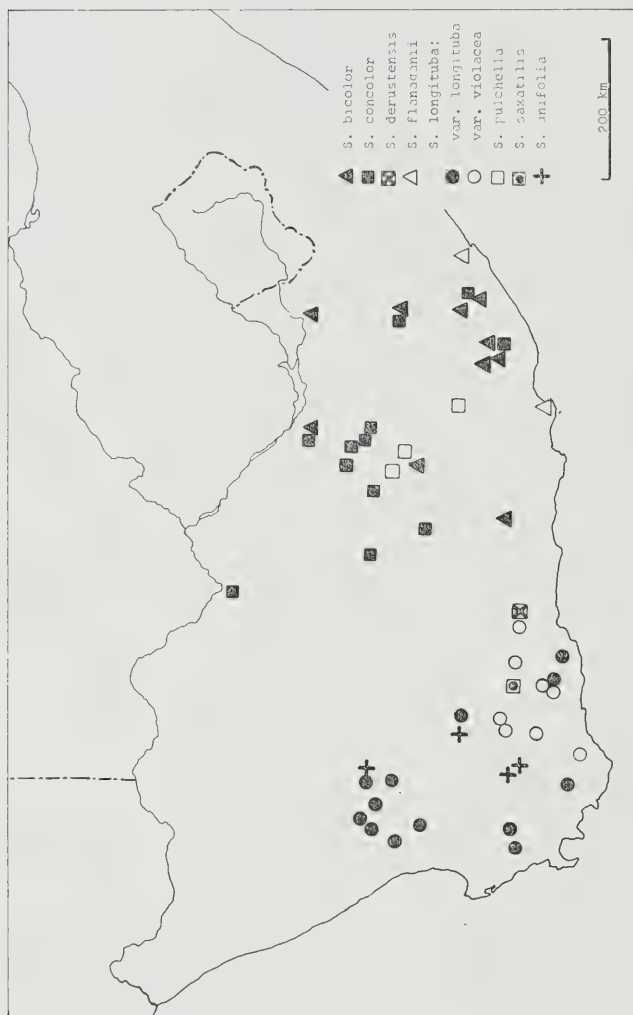 S. bicolor
S. concolor
S. derustensis
S. flanaganii
S. longituba:
var. longituba
var. violacea
S. pulchella
S. saxatilis
S. unifolia
200 km